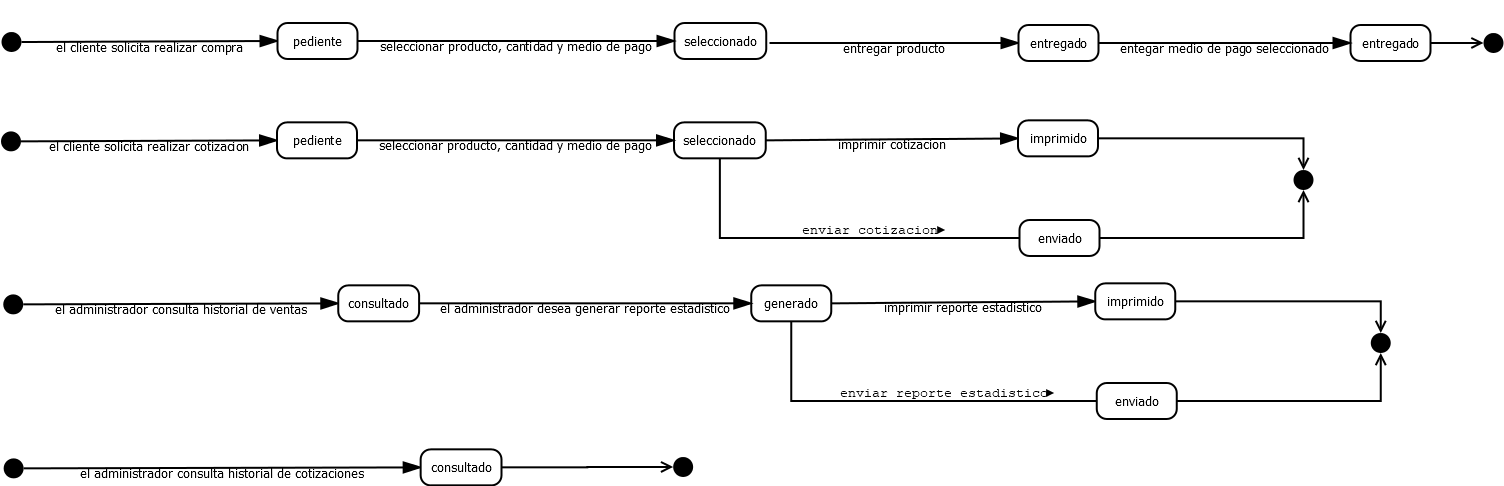 el cliente solicita realizar compra
pediente
seleccionar producto, cantidad y medio de pago
seleccionado
entregar producto
entregado
entegar medio de pago seleccionado
entregado
el cliente solicita realizar cotizacion
pediente
seleccionar producto, cantidad y medio de pago
seleccionado
imprimir cotizacion
imprimido
enviar cotizacion
enviado
el administrador consulta historial de ventas
consultado
el administrador desea generar reporte estadistico
generado
imprimir reporte estadistico
imprimido
enviar reporte estadistico
enviado
el administrador consulta historial de cotizaciones
consultado